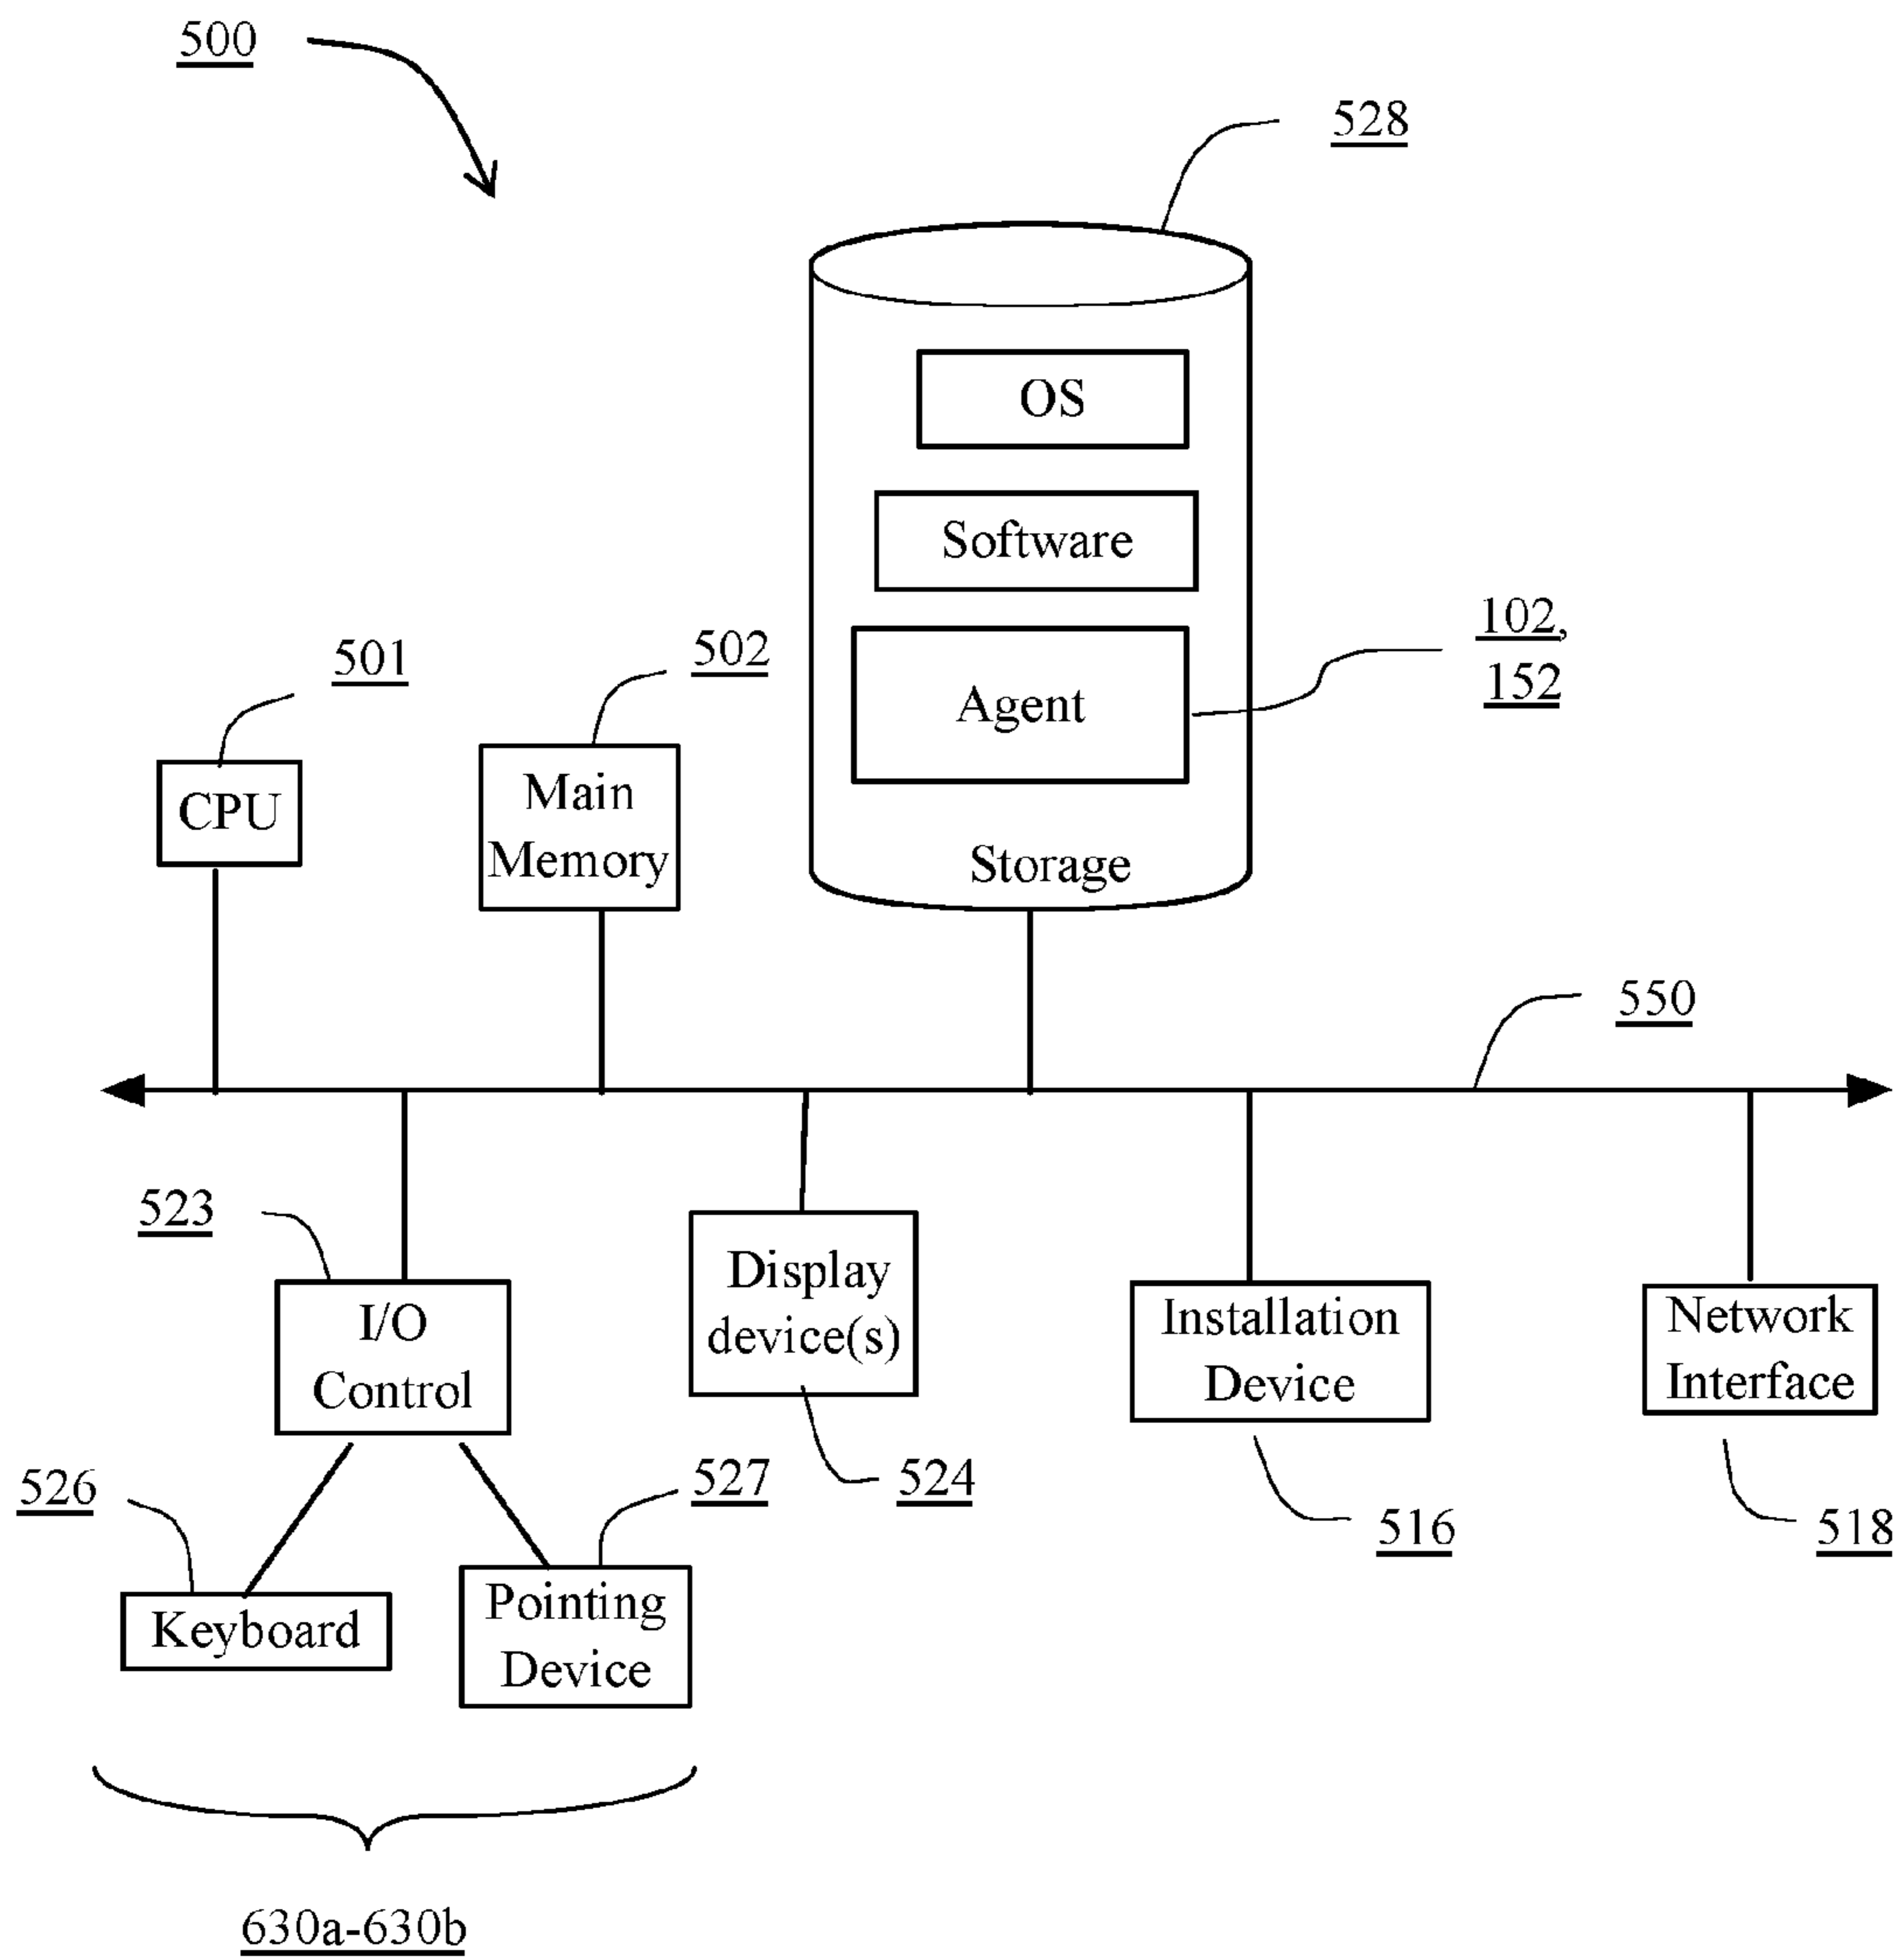 500
528
OS
Software
102,
152
Agent
501
502
CPU
Main
Memory
Storage
550
523
I/O
Control
Display
device(s)
Installation
Device
Network
Interface
526
527
524
516
518
Keyboard
Pointing
Device
630a-630b